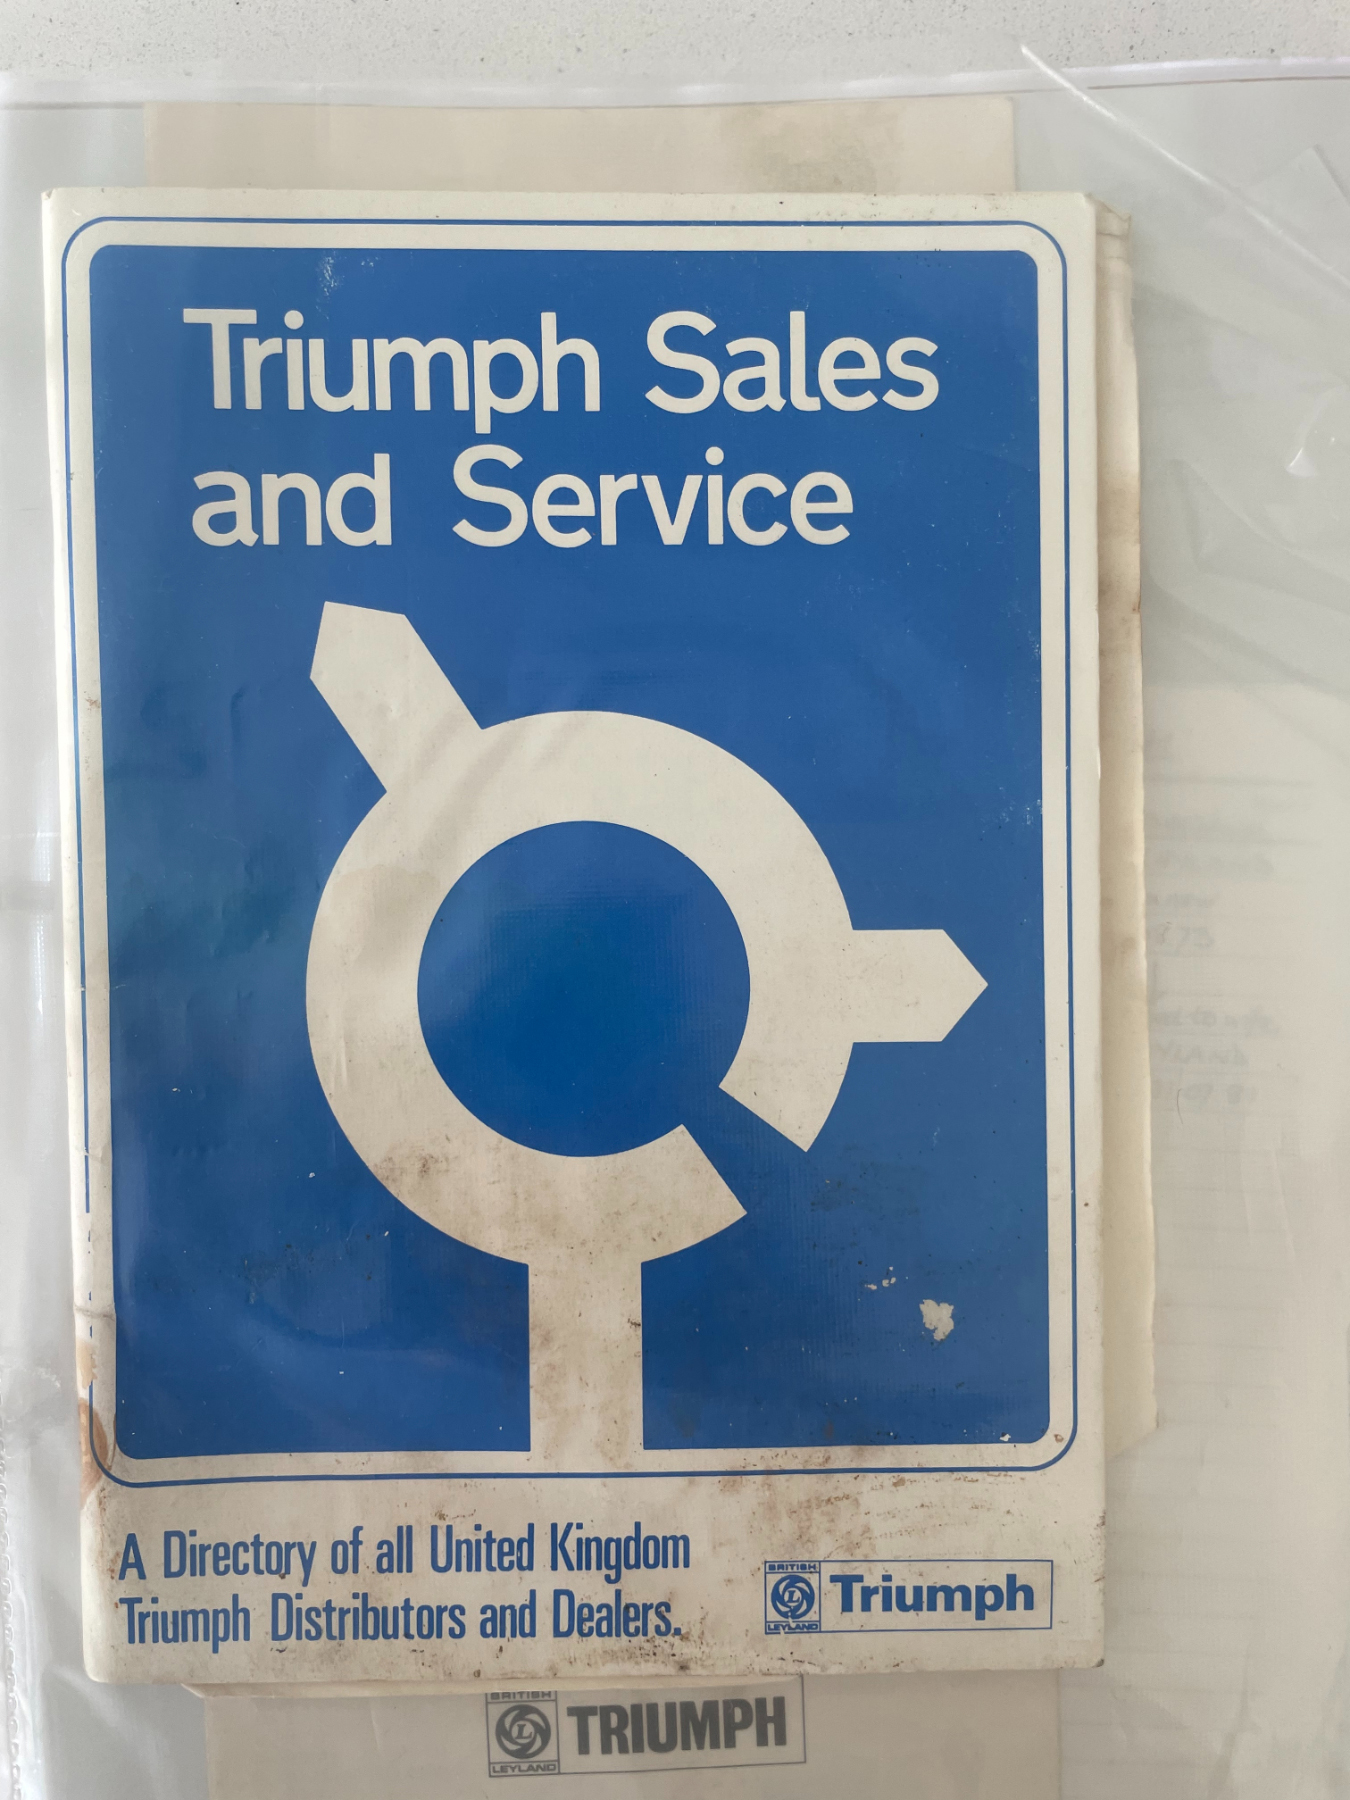 Triumph Sales
and Service
A Directory of all United Kingdom
Triumph Distributors and Dealers.
BRITISH
L
LEYLAND
Triumph
BRITISH
L
LEYLAND
TRIUMPH